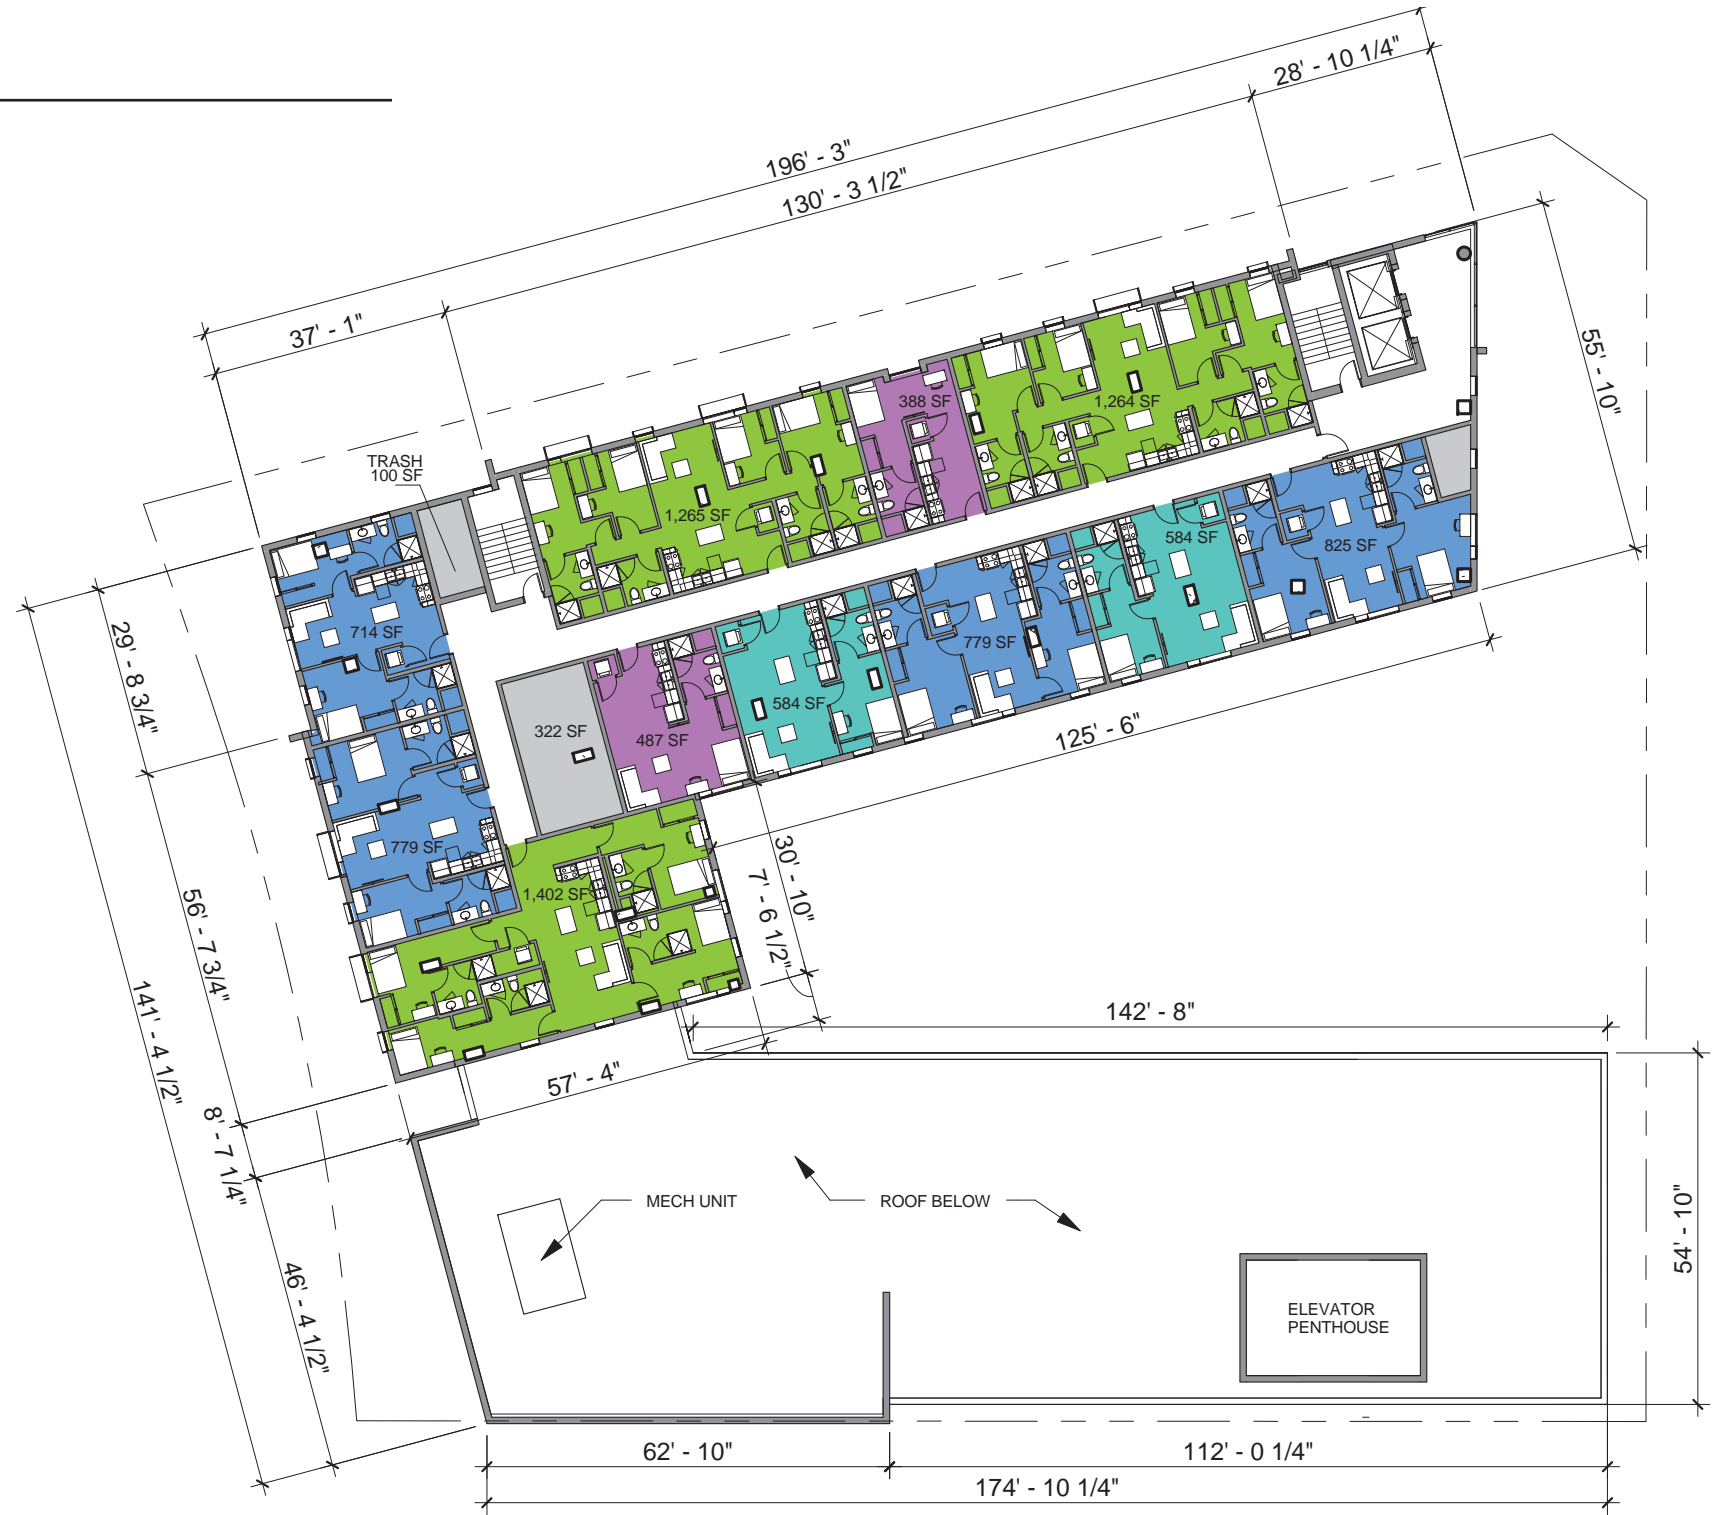 28' - 10 1/4"
196' - 3"
130' - 3 1/2"
37' - 1"
55' - 10"
388 SF
1,264 SF
TRASH
100 SF
1,265 SF
584 SF
825 SF
714 SF
779 SF
29' - 8 3/4"
584 SF
322 SF
487 SF
125' - 6"
779 SF
30' - 10"
7' - 6 1/2"
1,402 SF
56' - 7 3/4"
141' - 4 1/2"
142' - 8"
57' - 4"
8' - 7 1/4"
MECH UNIT
ROOF BELOW
54' - 10"
46' - 4 1/2"
ELEVATOR
PENTHOUSE
62' - 10"
112' - 0 1/4"
174' - 10 1/4"